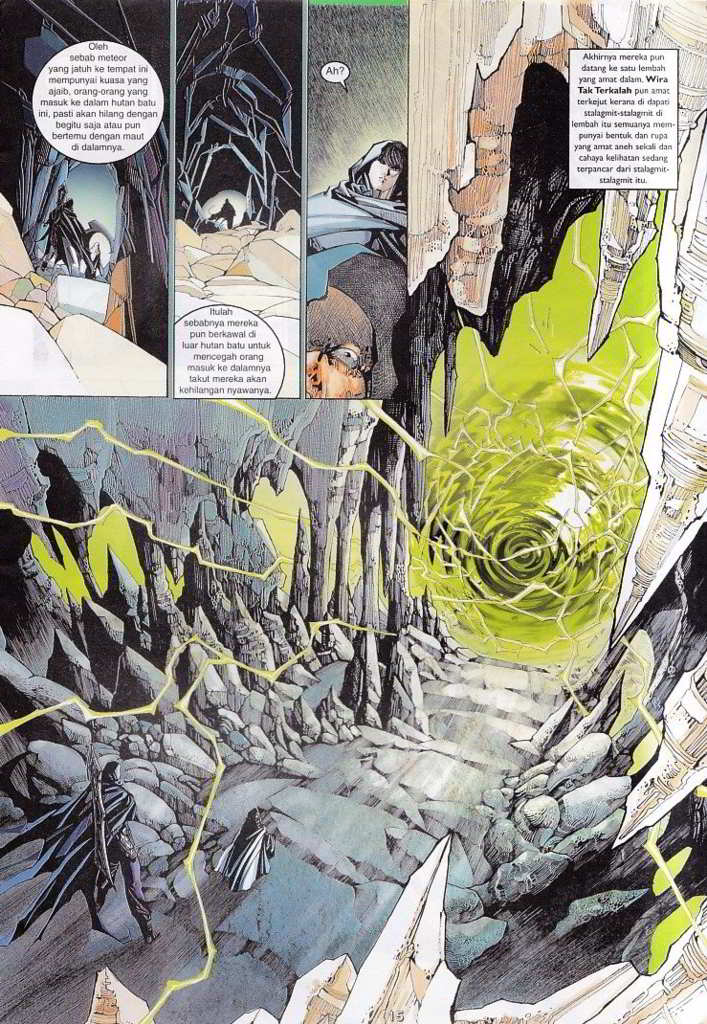 Oleh
sebab meteor
yang jatuh ke tempat ini
mempunyai kuasa yang
ajaib, orang-orang yang
masuk ke dalam hutan batu
ini, pasti akan hilang dengan
begitu saja atau pun
bertemu dengan maut
di dalamnya.
Itulah
sebabnya mereka
pun berkawal di
luar hutan batu untuk
mencegah orang
masuk ke dalamnya
takut mereka akan
kehilangan nyawanya.
Ah?
Akhirnya mereka pun
datang ke satu lembah
yang amat dalam. Wira
Tak Terkalah pun amat
terkejut kerana di dapati
stalagmit-stalagmit di
lembah itu semuanya mem-
punyai bentuk dan rupa
yang amat aneh sekali dan
cahaya kelihatan sedang
terpancar dari stalagmit-
stalagmit itu.
15